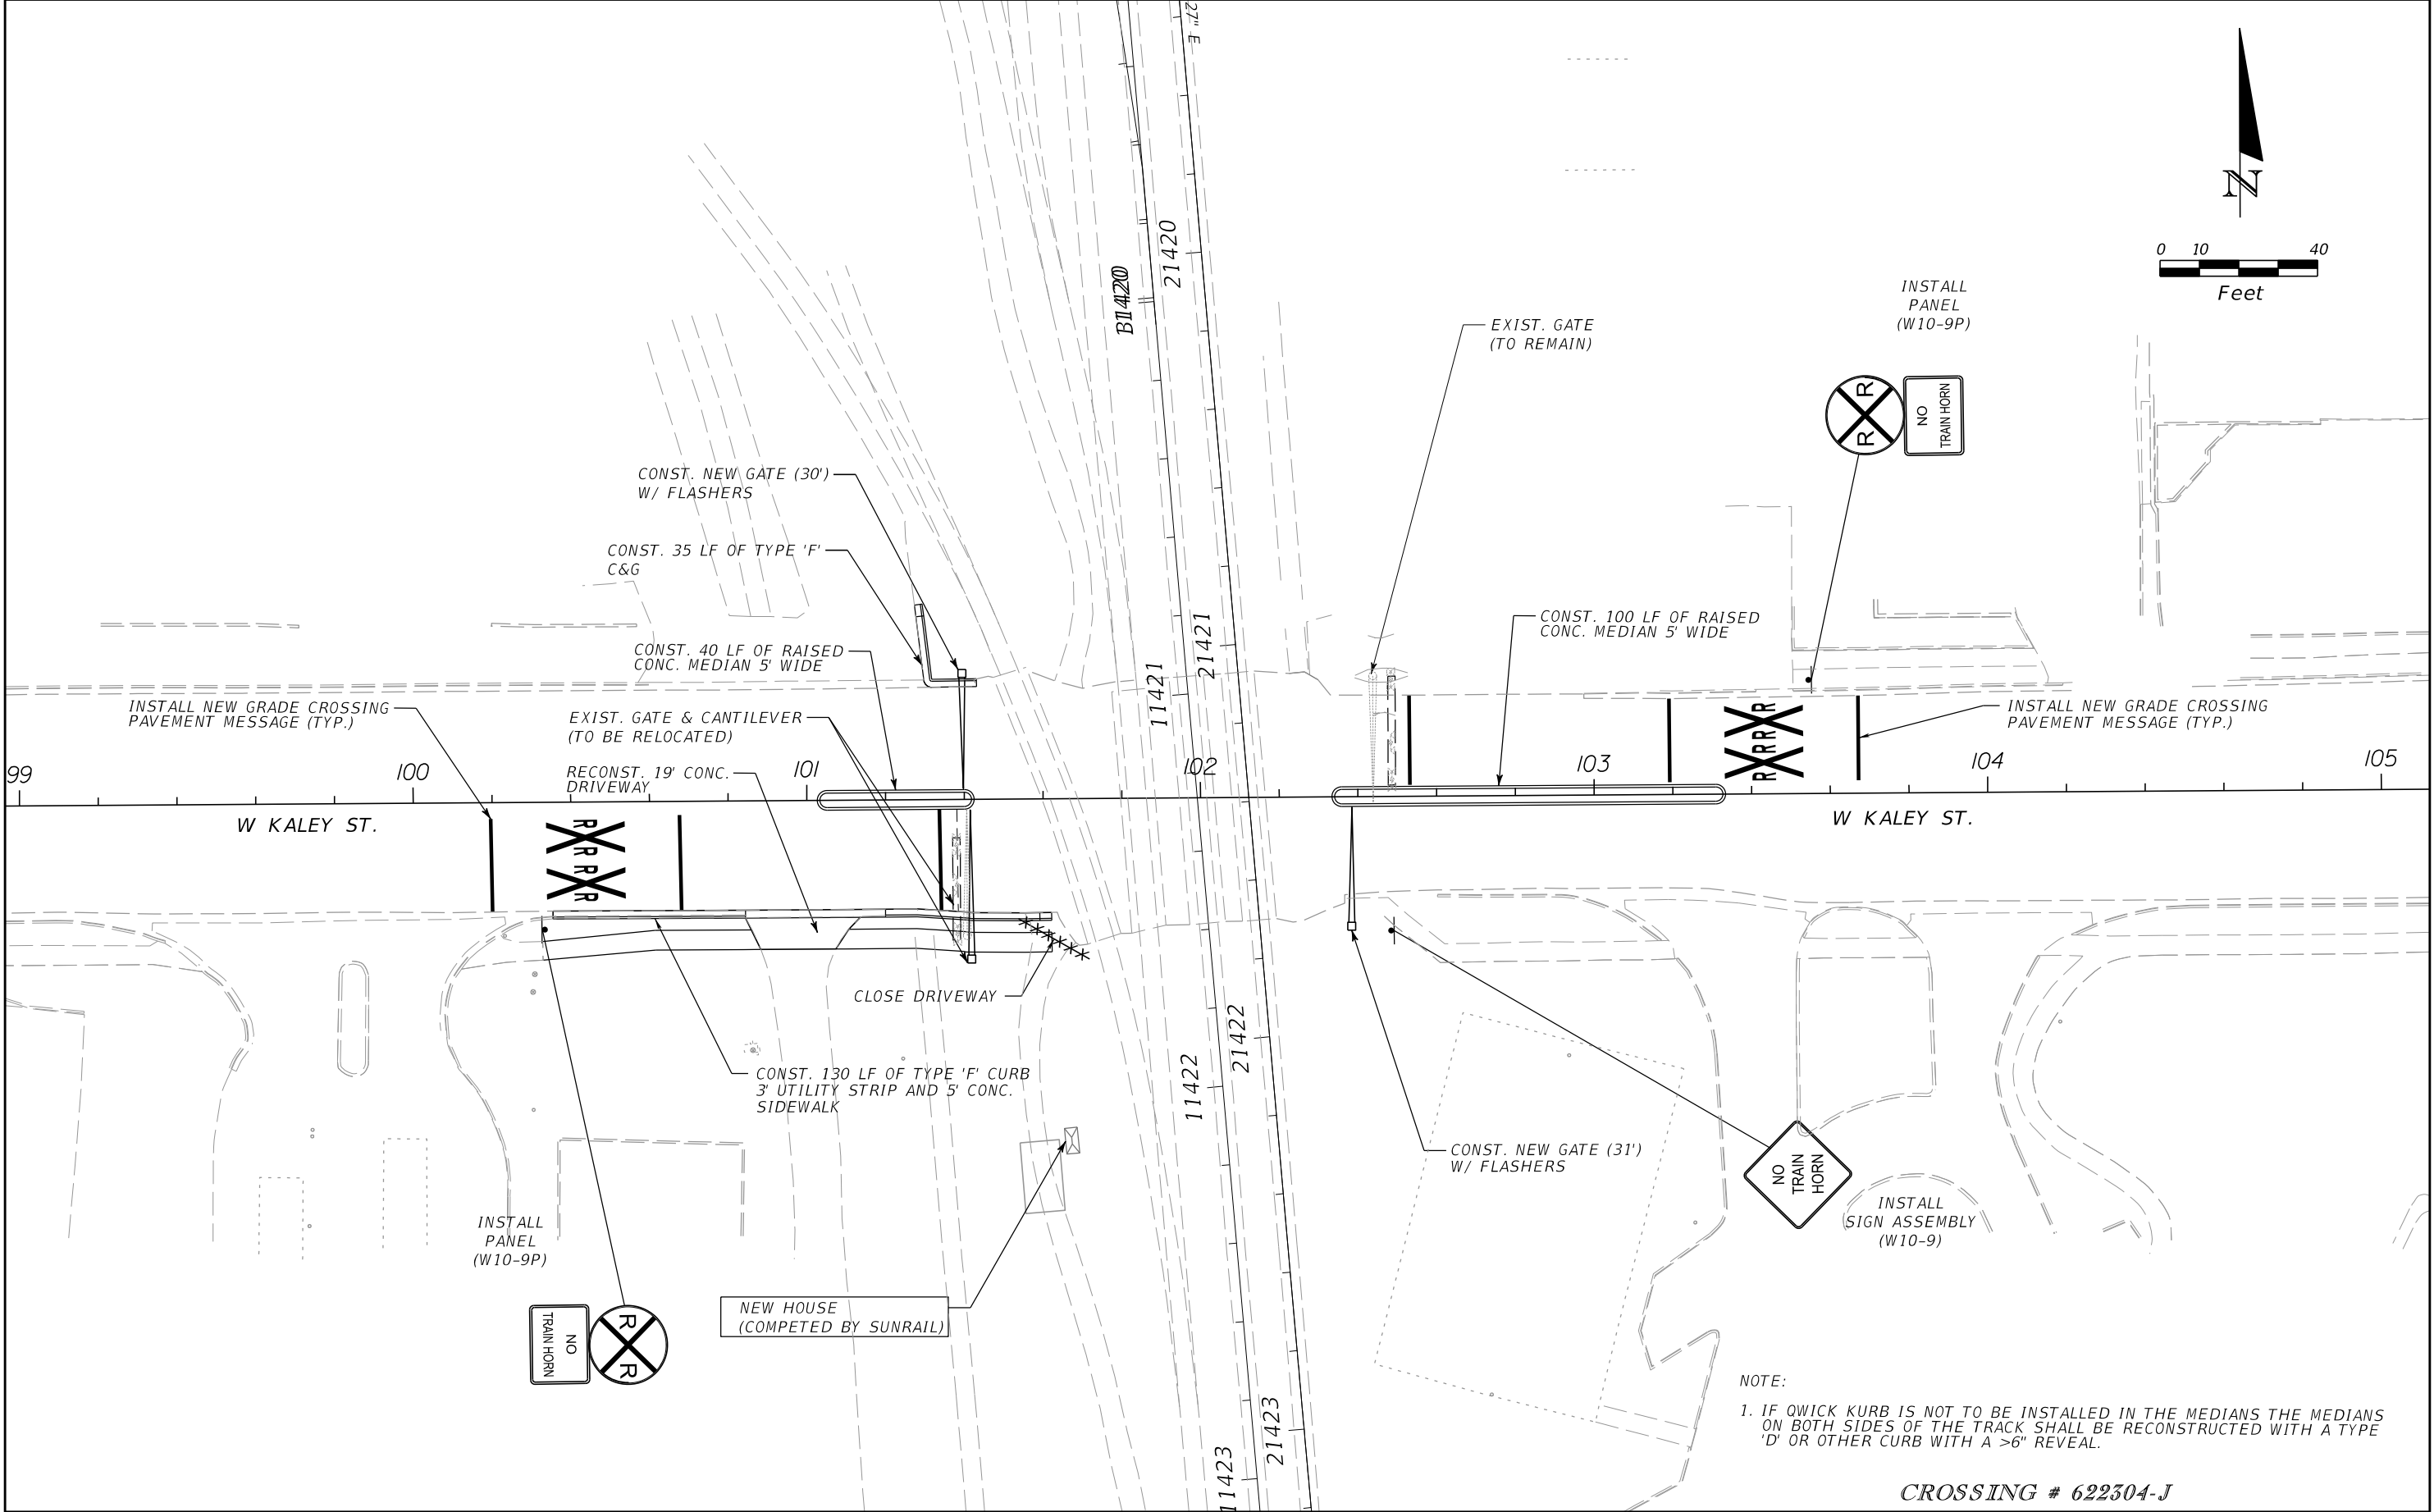 27" E
N
0 10 40
Feet
B1420
21420
EXIST. GATE
(TO REMAIN)
INSTALL
PANEL
(W10-9P)
R R
NO
TRAIN HORN
CONST. NEW GATE (30')
W/ FLASHERS
CONST. 35 LF OF TYPE 'F'
C&G
CONST. 40 LF OF RAISED
CONC. MEDIAN 5' WIDE
CONST. 100 LF OF RAISED
CONC. MEDIAN 5' WIDE
11421
21421
INSTALL NEW GRADE CROSSING
PAVEMENT MESSAGE (TYP.)
EXIST. GATE & CANTILEVER
(TO BE RELOCATED)
RECONST. 19' CONC.
DRIVEWAY
INSTALL NEW GRADE CROSSING
PAVEMENT MESSAGE (TYP.)
R R R R
99 100 101 102 103 104 105
W KALEY ST.
W KALEY ST.
R R R R
CLOSE DRIVEWAY
CONST. 130 LF OF TYPE 'F' CURB
3' UTILITY STRIP AND 5' CONC.
SIDEWALK
11422
21422
CONST. NEW GATE (31')
W/ FLASHERS
NO
TRAIN
HORN
INSTALL
SIGN ASSEMBLY
(W10-9)
INSTALL
PANEL
(W10-9P)
NO
TRAIN HORN
R R
NEW HOUSE
(COMPETED BY SUNRAIL)
11423
21423
NOTE:
1. IF QWICK KURB IS NOT TO BE INSTALLED IN THE MEDIANS THE MEDIANS
ON BOTH SIDES OF THE TRACK SHALL BE RECONSTRUCTED WITH A TYPE
'D' OR OTHER CURB WITH A >6" REVEAL.
CROSSING # 622304-J